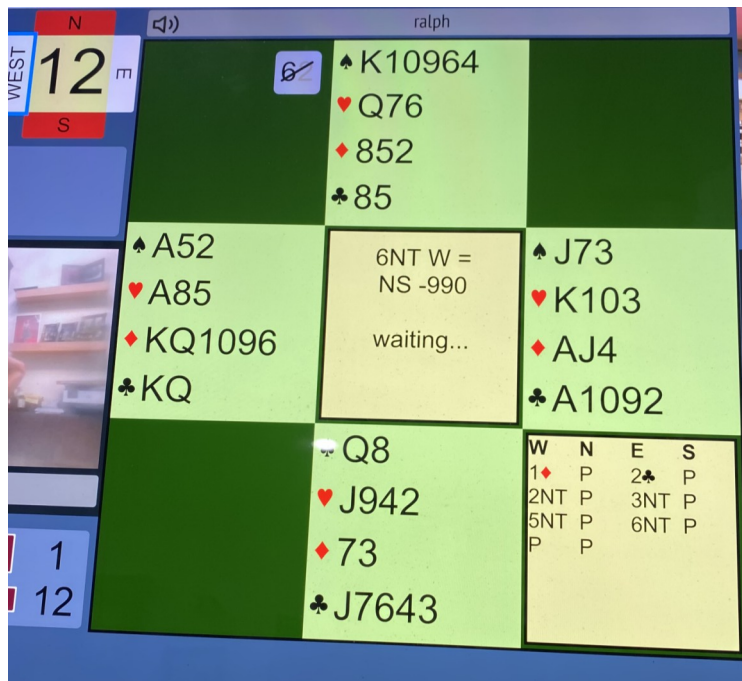 N
ralph
WEST
12
E
S
62
♠K10964
♥Q76
♦852
♣85
♠A52
♥A85
♦KQ1096
♣KQ
6NT W =
NS -990
waiting...
♠J73
♥K103
♦AJ4
♣A1092
♠Q8
♥J942
♦73
♣J7643
W N E S
1♦ P 2♣ P
2NT P 3NT P
5NT P 6NT P
P P
1
12